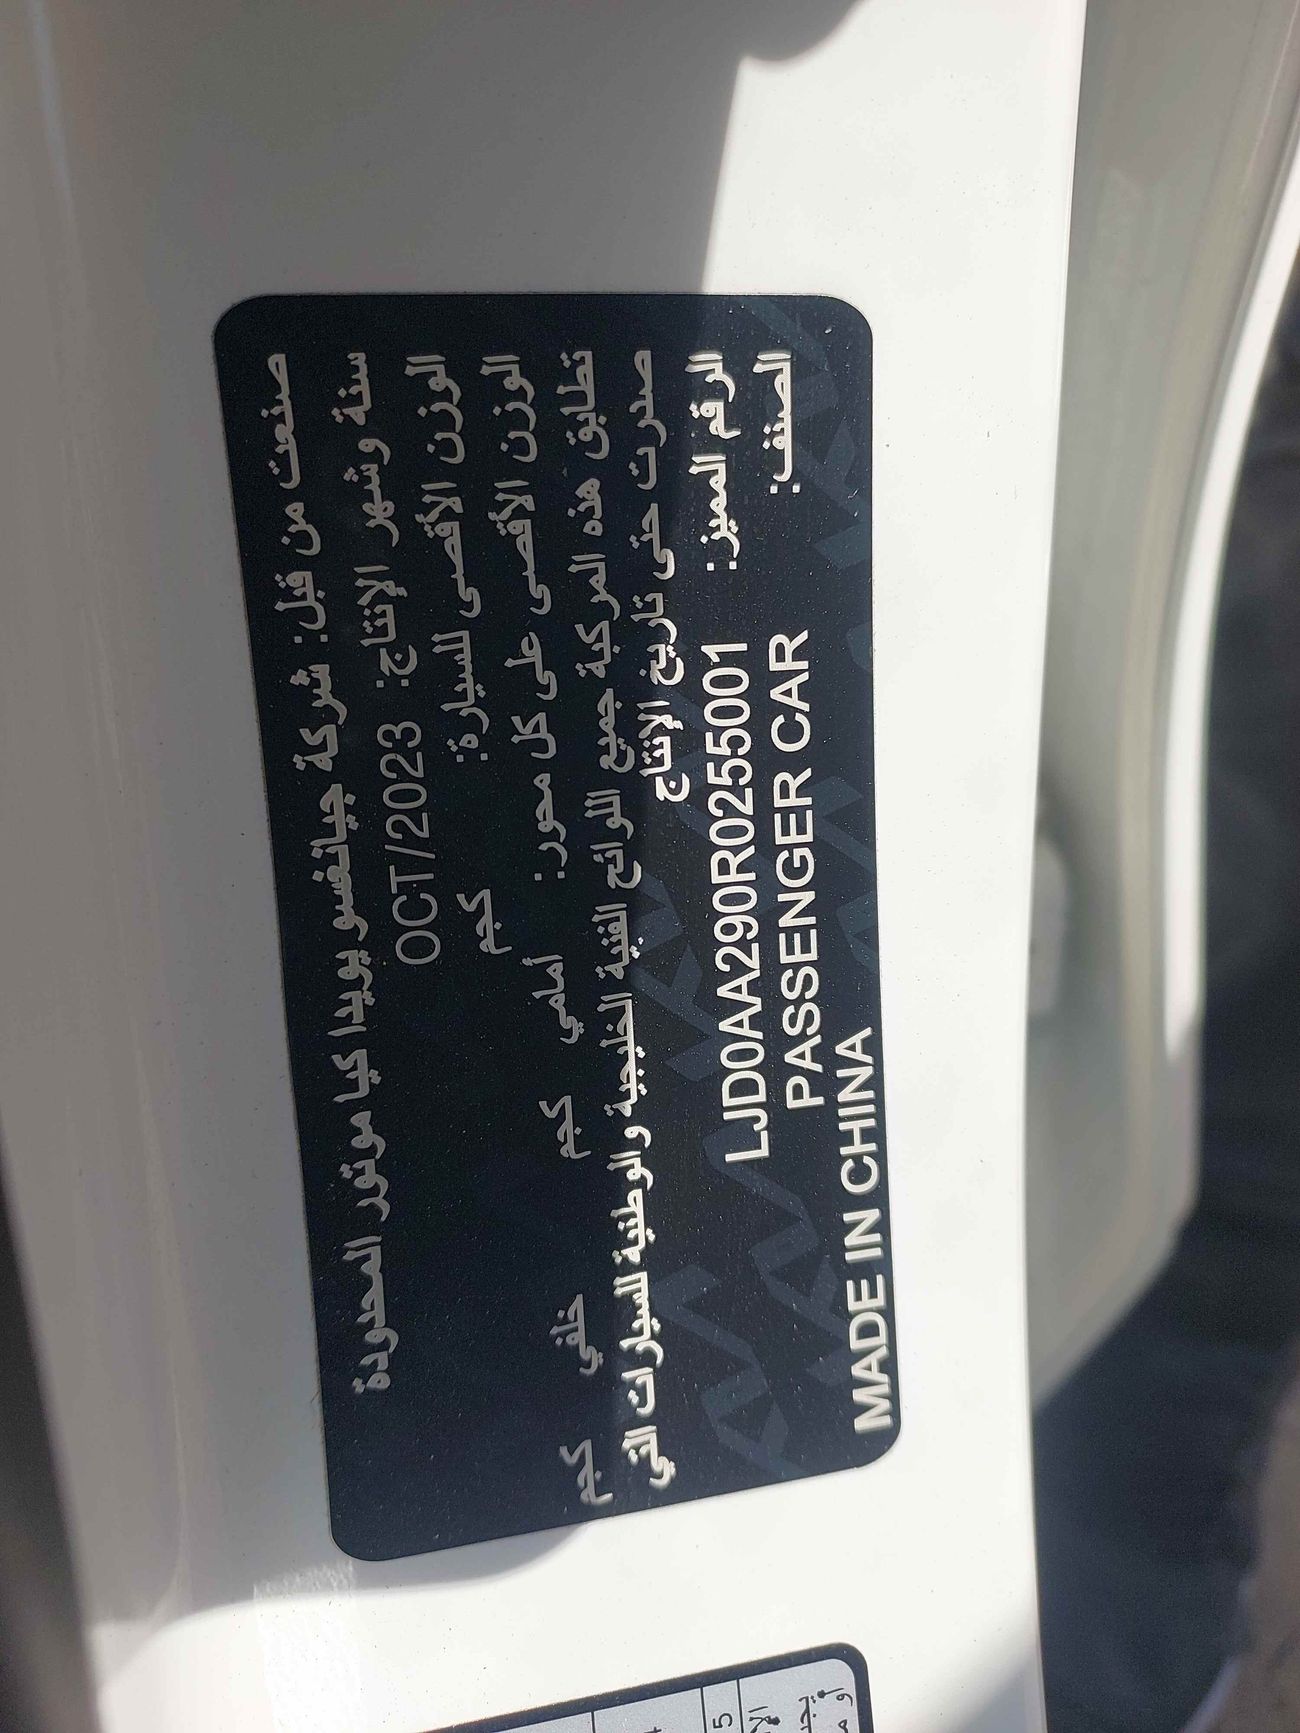 صنعت من قبل: شركة جيانغسو يويدا كيا موتور المحدودة
سنة وشهر الإنتاج: OCT/2023
الوزن الأقصى للسيارة: كجم
الوزن الأقصى على كل محور: أمامي كجم خلفي كجم
تطابق هذه المركبة جميع اللوائح الفنية الخليجية والوطنية للسيارات التي
صدرت حتى تاريخ الإنتاج
الرقم المميز: LJD0AA290R0255001
الصنف: PASSENGER CAR
MADE IN CHINA
5